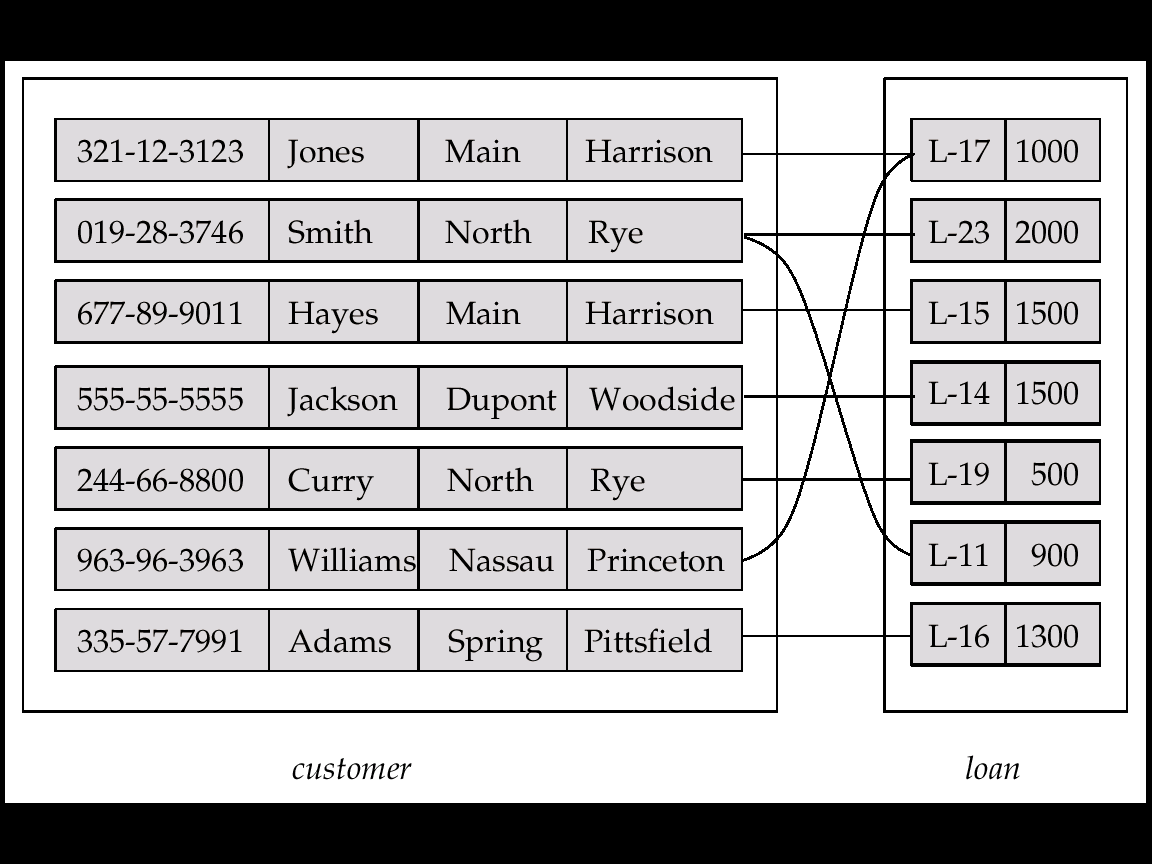 321-12-3123 Jones Main Harrison L-17 1000
019-28-3746 Smith North Rye L-23 2000
677-89-9011 Hayes Main Harrison L-15 1500
555-55-5555 Jackson Dupont Woodside L-14 1500
244-66-8800 Curry North Rye L-19 500
963-96-3963 Williams Nassau Princeton L-11 900
335-57-7991 Adams Spring Pittsfield L-16 1300
customer loan